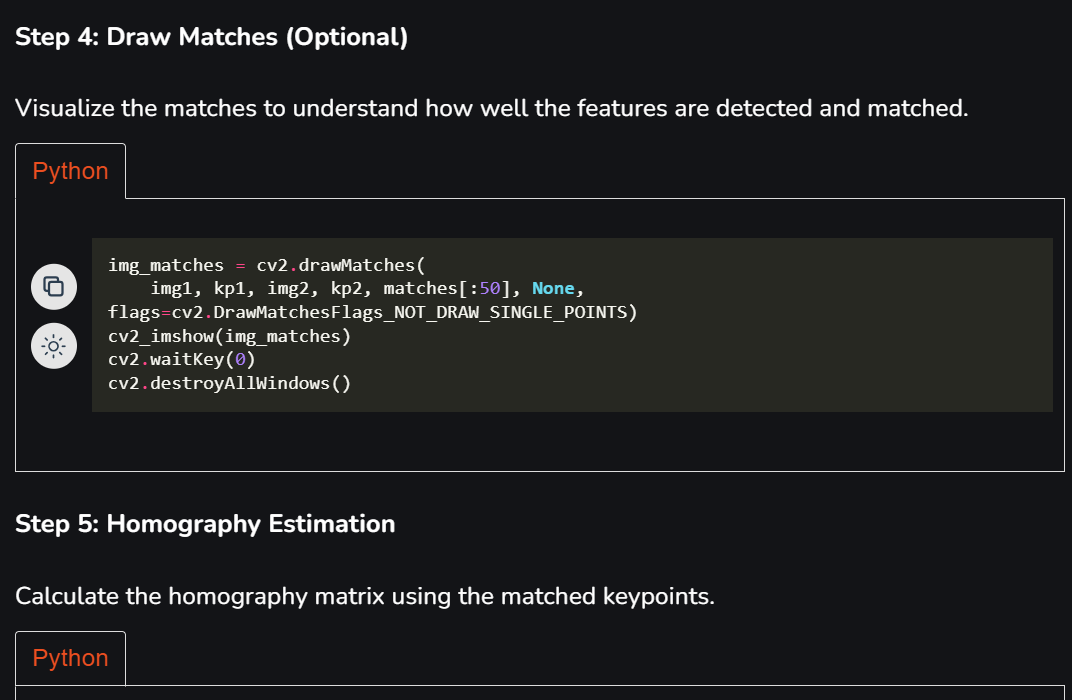 Step 4: Draw Matches (Optional)
Visualize the matches to understand how well the features are detected and matched.
Python
img_matches = cv2.drawMatches(
    img1, kp1, img2, kp2, matches[:50], None,
flags=cv2.DrawMatchesFlags_NOT_DRAW_SINGLE_POINTS)
cv2_imshow(img_matches)
cv2.waitKey(0)
cv2.destroyAllWindows()
Step 5: Homography Estimation
Calculate the homography matrix using the matched keypoints.
Python